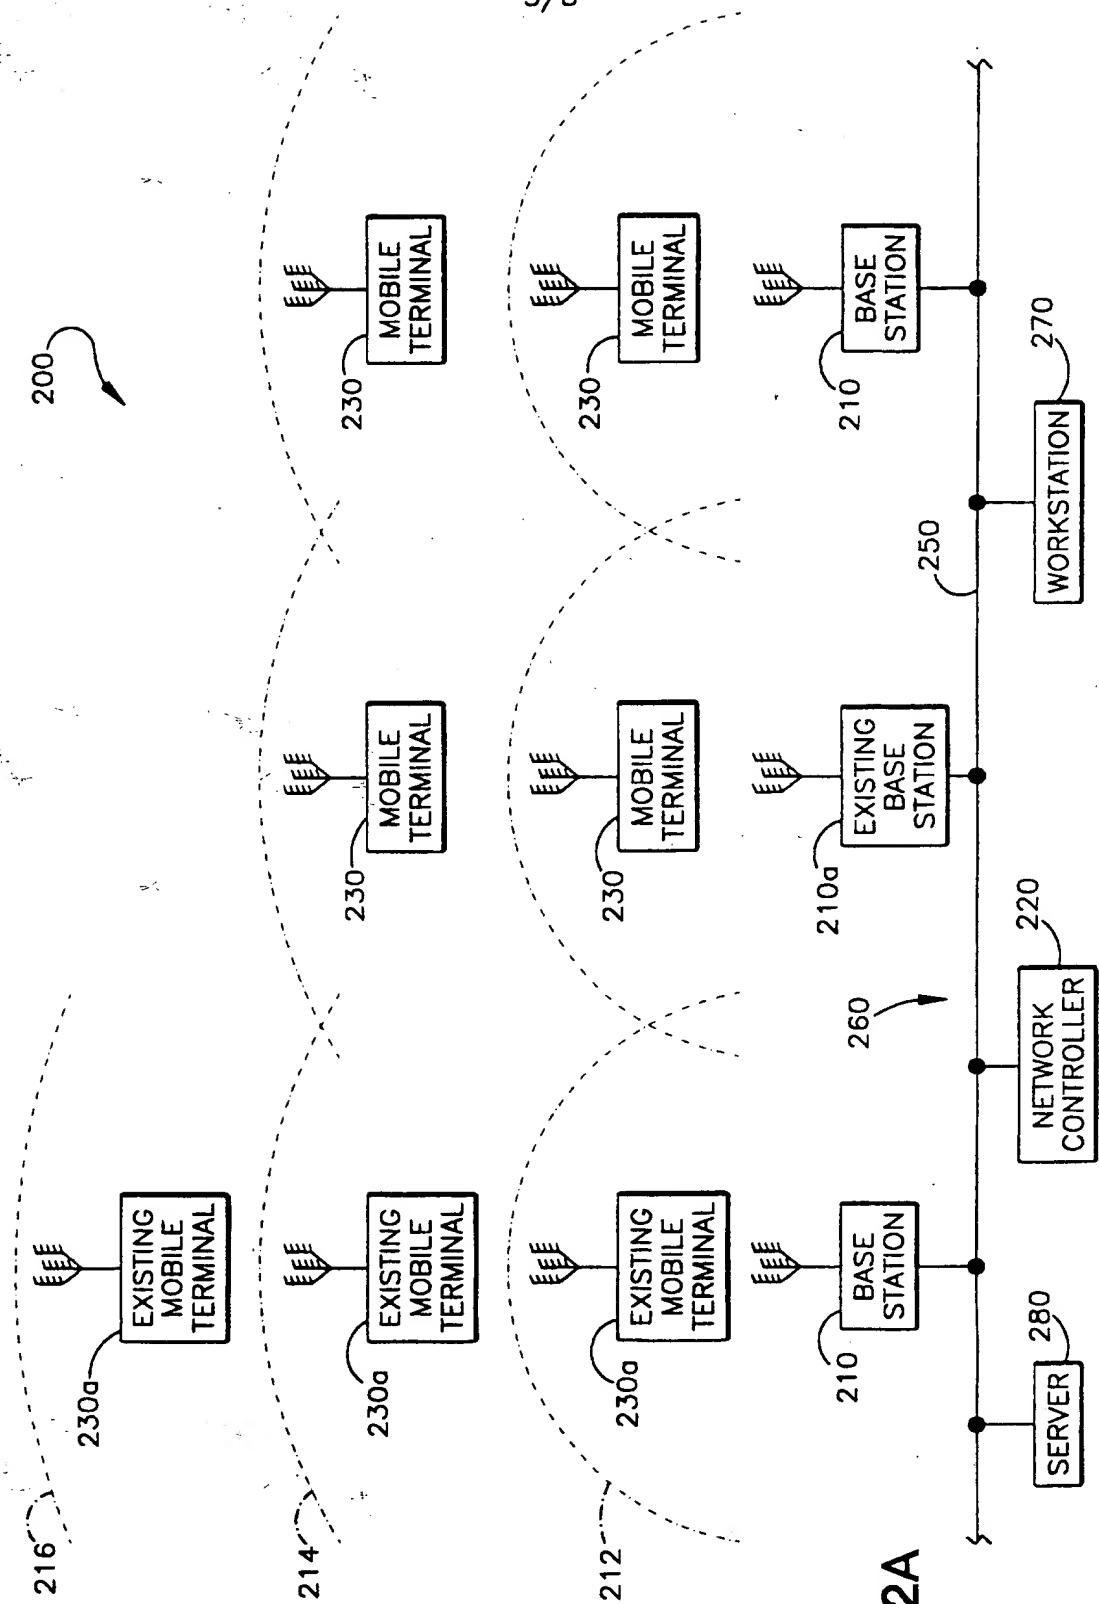 216
200
230a
EXISTING
MOBILE
TERMINAL
214
230a
EXISTING
MOBILE
TERMINAL
230
MOBILE
TERMINAL
230
MOBILE
TERMINAL
212
230a
EXISTING
MOBILE
TERMINAL
230
MOBILE
TERMINAL
230
MOBILE
TERMINAL
210
BASE
STATION
210a
EXISTING
BASE
STATION
210
BASE
STATION
260
250
280
SERVER
220
NETWORK
CONTROLLER
270
WORKSTATION
2A